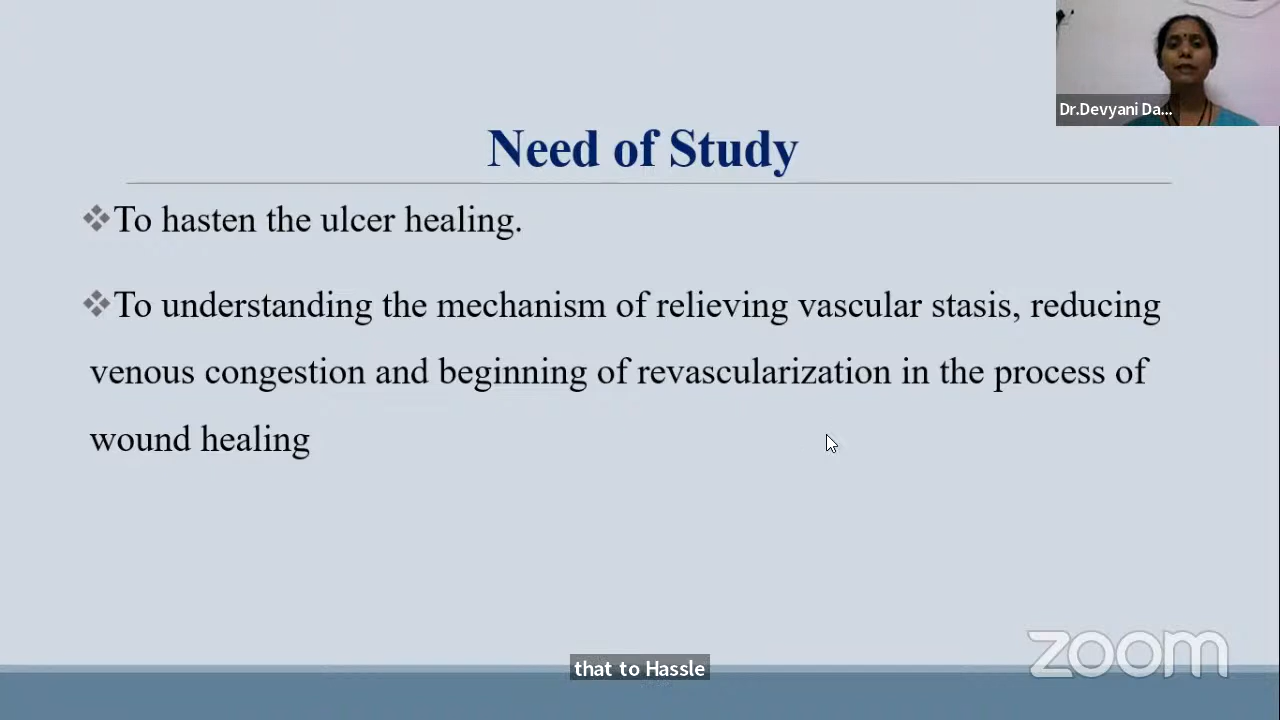 Dr.Devyani Da...
Need of Study
❖To hasten the ulcer healing.
❖To understanding the mechanism of relieving vascular stasis, reducing
venous congestion and beginning of revascularization in the process of
wound healing
zoom
that to Hassle